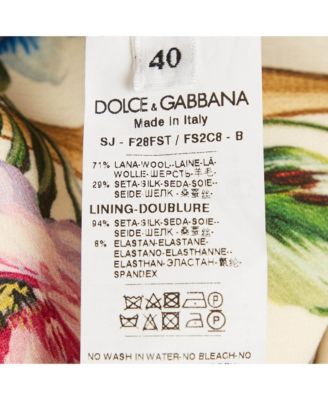 40
DOLCE & GABBANA
Made in Italy
SJ - F28FST / FS2C8 - B
71% LANA-WOOL-LAINE-LÃ-
WOLLE-ШЕРСТЬ-羊毛-
29% SETA-SILK-SEDA-SOIE--
SEIDE-ШЕЛК - 桑蚕丝-
LINING-DOUBLURE
94% SETA-SILK-SEDA-SOIE--
SEIDE-ШЕЛК - 桑蚕丝-
6% ELASTAN-ELASTANE-
ELASTANO-ELASTHANNE--
ELASTHAN-ЭЛАСТАН-氨纶-
SPANDEX
NO WASH IN WATER-NO BLEACH-NO